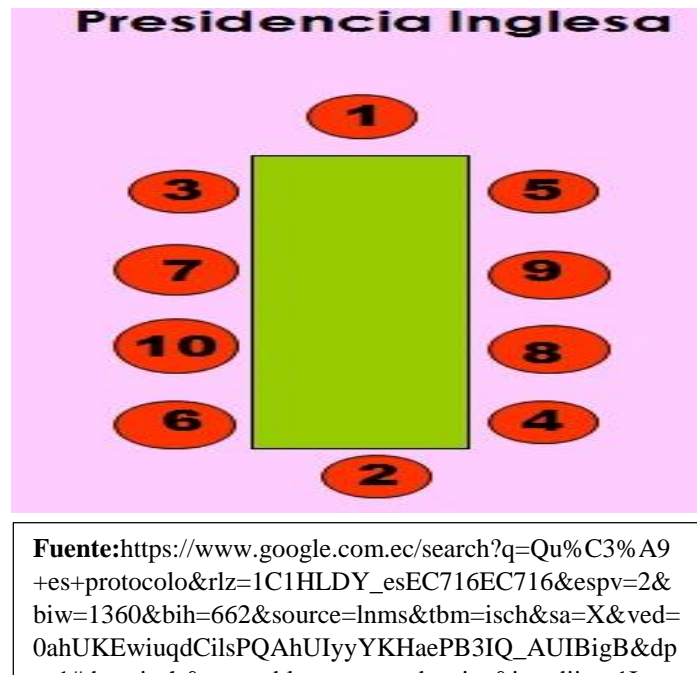 Presidencia Inglesa
1
3 5
7 9
10 8
6 4
2
Fuente:https://www.google.com.ec/search?q=Qu%C3%A9
+es+protocolo&rlz=1C1HLDY_esEC716EC716&espv=2&
biw=1360&bih=662&source=lnms&tbm=isch&sa=X&ved=
0ahUKEwiuqdCilsPQAhUIyyYKHaePB3IQ_AUIBigB&dp